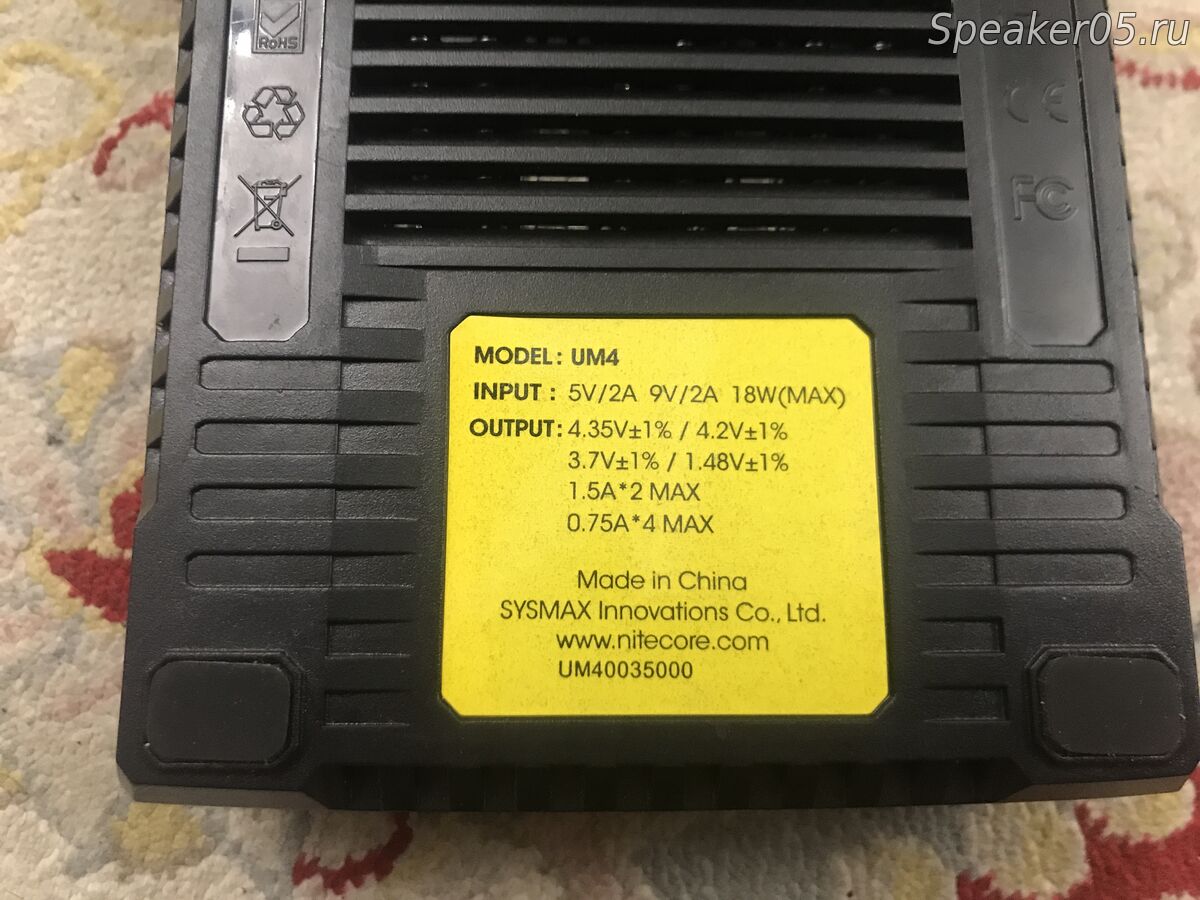 Speaker05.ru
RoHS
CE
FC
MODEL: UM4
INPUT : 5V/2A 9V/2A 18W(MAX)
OUTPUT: 4.35V±1% / 4.2V±1%
3.7V±1% / 1.48V±1%
1.5A*2 MAX
0.75A*4 MAX
Made in China
SYSMAX Innovations Co., Ltd.
www.nitecore.com
UM40035000